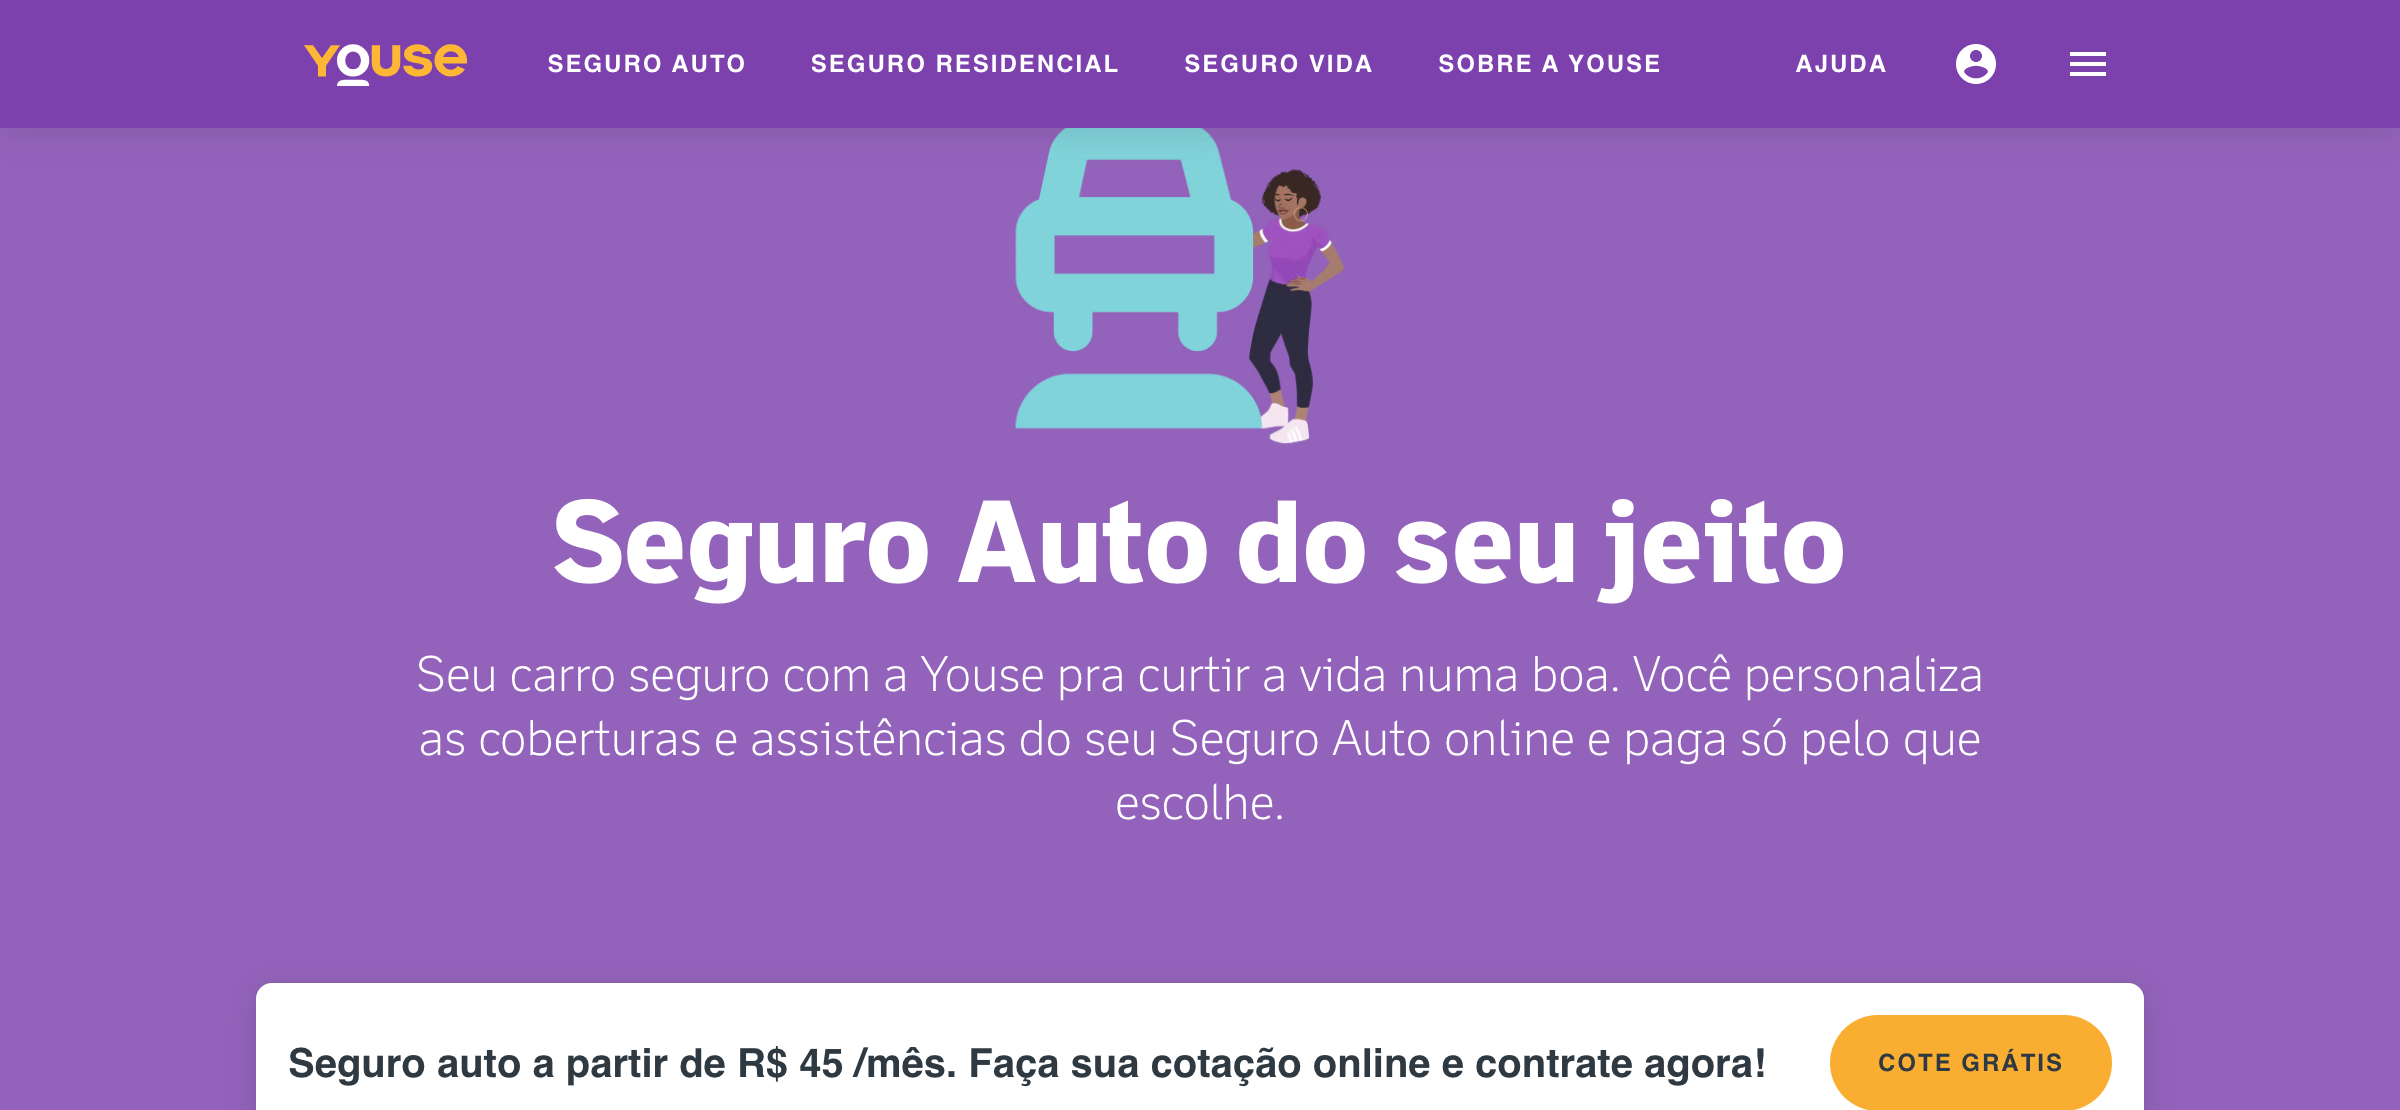 YOUSE
SEGURO AUTO
SEGURO RESIDENCIAL
SEGURO VIDA
SOBRE A YOUSE
AJUDA
Seguro Auto do seu jeito
Seu carro seguro com a Youse pra curtir a vida numa boa. Você personaliza
as coberturas e assistências do seu Seguro Auto online e paga só pelo que
escolhe.
Seguro auto a partir de R$ 45 /mês. Faça sua cotação online e contrate agora!
COTE GRÁTIS